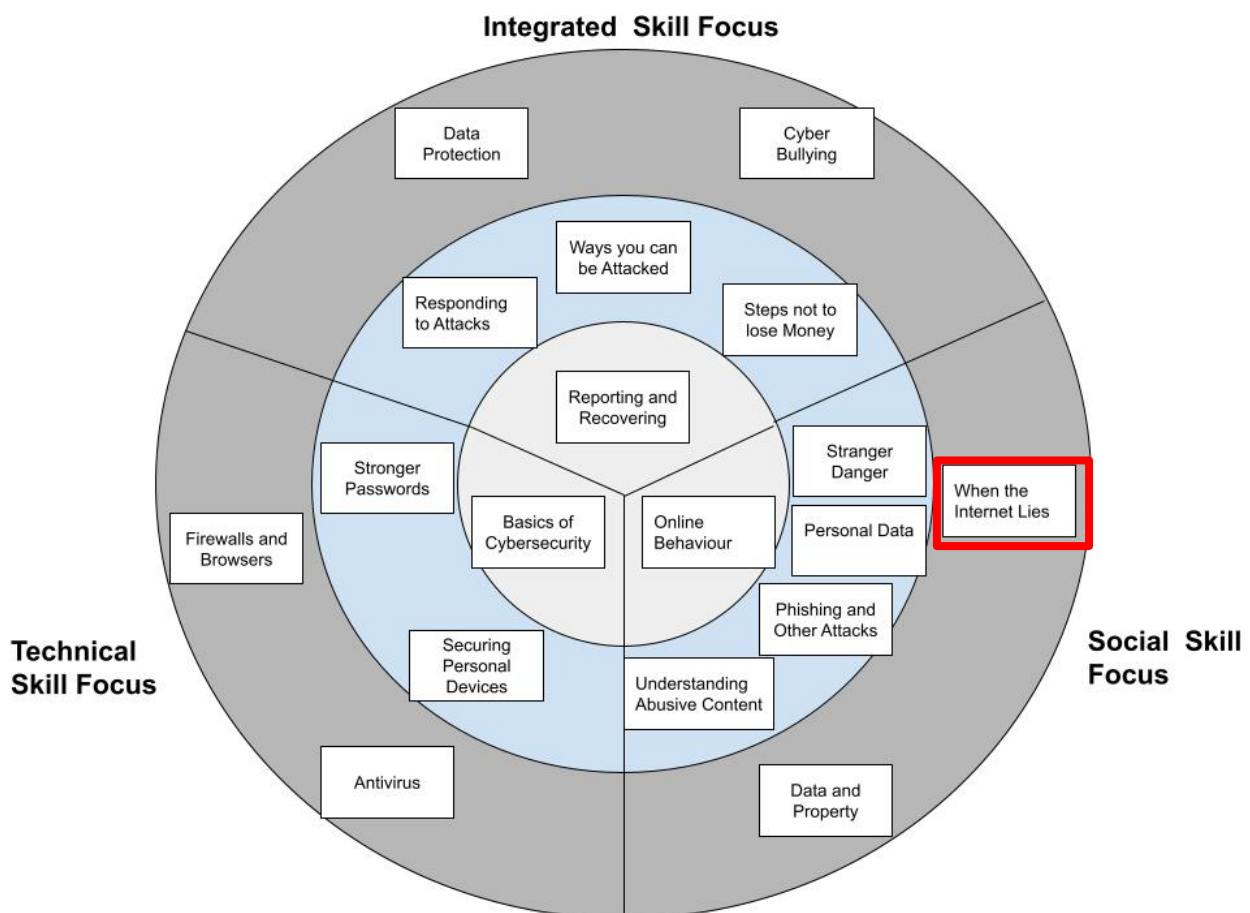 Integrated Skill Focus
Data
Protection
Cyber
Bullying
Ways you can
be Attacked
Responding
to Attacks
Steps not to
lose Money
Reporting and
Recovering
Stronger
Passwords
Stranger
Danger
When the
Internet Lies
Firewalls and
Browsers
Basics of
Cybersecurity
Online
Behaviour
Personal Data
Phishing and
Other Attacks
Technical
Skill Focus
Securing
Personal
Devices
Understanding
Abusive Content
Social Skill
Focus
Antivirus
Data and
Property